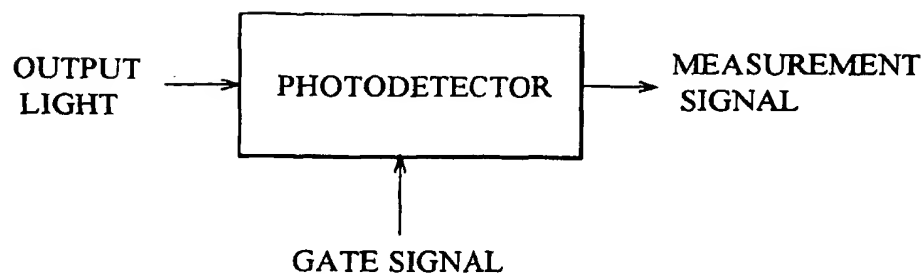 OUTPUT
LIGHT
PHOTODETECTOR
MEASUREMENT
SIGNAL
GATE SIGNAL